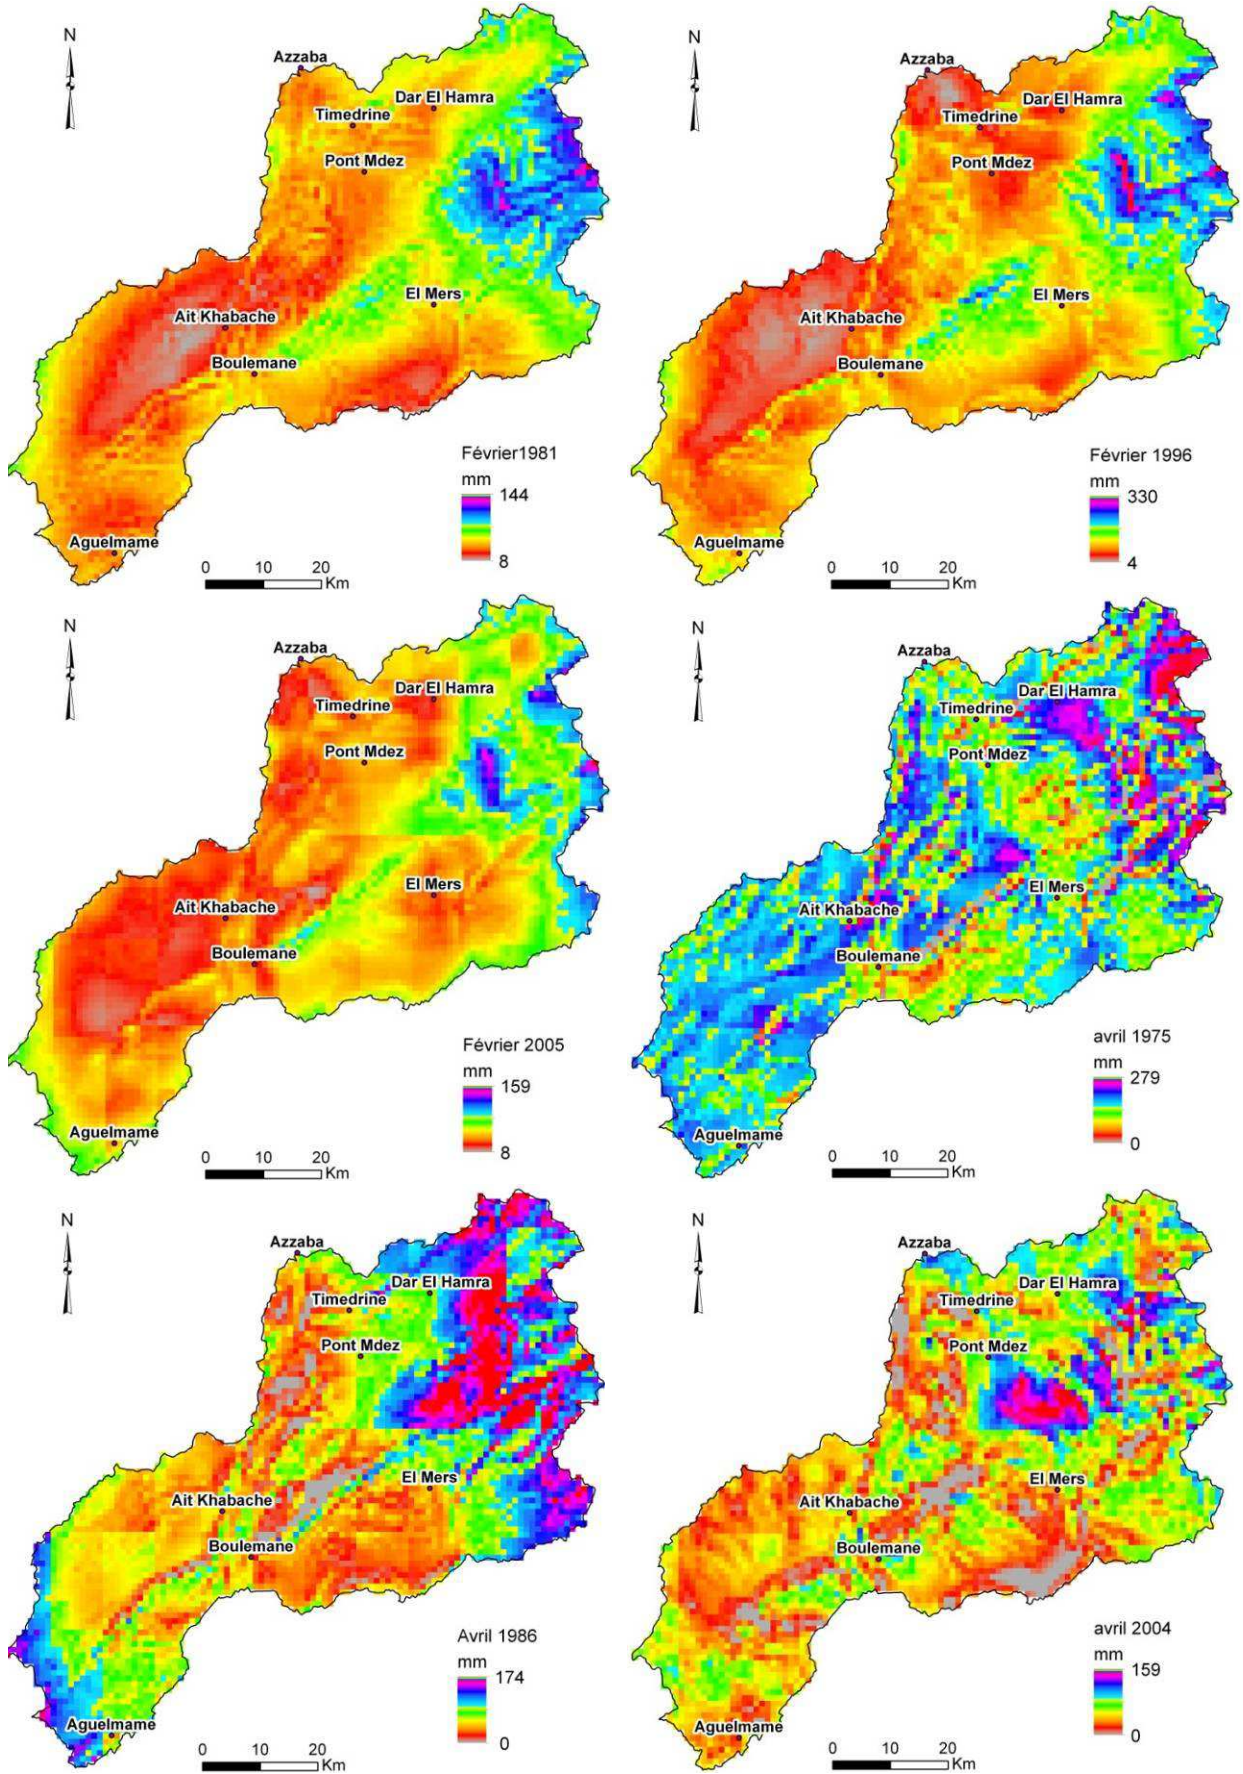 N
Azzaba
Dar El Hamra
Timedrine
Pont Mdez
El Mers
Ait Khabache
Boulemane
Février1981
mm
144
8
Aguelmame
0 10 20
Km
N
Azzaba
Dar El Hamra
Timedrine
Pont Mdez
El Mers
Ait Khabache
Boulemane
Février 1996
mm
330
4
Aguelmame
0 10 20
Km
N
Azzaba
Dar El Hamra
Timedrine
Pont Mdez
El Mers
Ait Khabache
Boulemane
Février 2005
mm
159
8
Aguelmame
0 10 20
Km
N
Azzaba
Dar El Hamra
Timedrine
Pont Mdez
El Mers
Ait Khabache
Boulemane
avril 1975
mm
279
0
Aguelmame
0 10 20
Km
N
Azzaba
Dar El Hamra
Timedrine
Pont Mdez
El Mers
Ait Khabache
Boulemane
Avril 1986
mm
174
0
Aguelmame
0 10 20
Km
N
Azzaba
Dar El Hamra
Timedrine
Pont Mdez
El Mers
Ait Khabache
Boulemane
avril 2004
mm
159
0
Aguelmame
0 10 20
Km